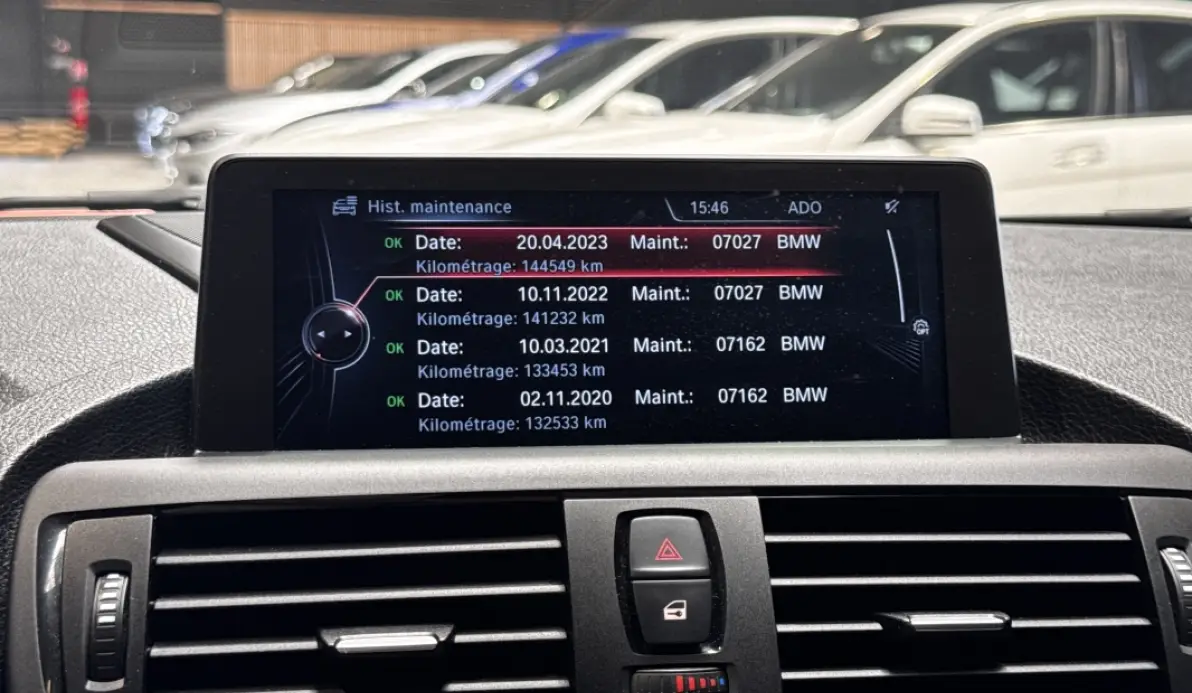 Hist. maintenance 15:46 ADO
OK Date: 20.04.2023 Maint.: 07027 BMW
Kilométrage: 144549 km
OK Date: 10.11.2022 Maint.: 07027 BMW
Kilométrage: 141232 km
OK Date: 10.03.2021 Maint.: 07162 BMW
Kilométrage: 133453 km
OK Date: 02.11.2020 Maint.: 07162 BMW
Kilométrage: 132533 km
OPT